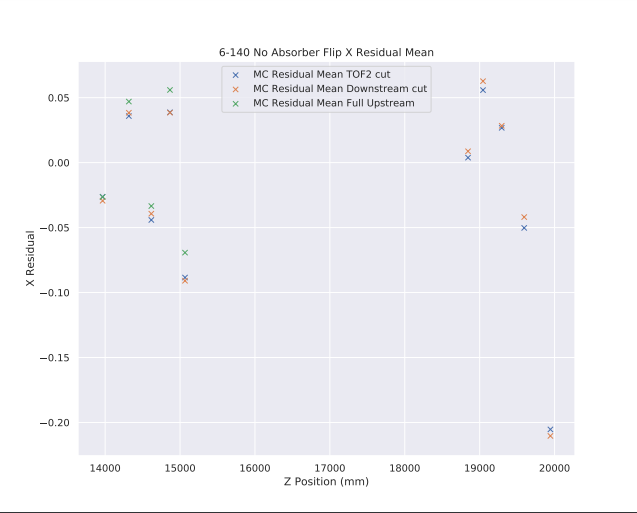 6-140 No Absorber Flip X Residual Mean
MC Residual Mean TOF2 cut
MC Residual Mean Downstream cut
MC Residual Mean Full Upstream
X Residual
0.05
0.00
−0.05
−0.10
−0.15
−0.20
14000 15000 16000 17000 18000 19000 20000
Z Position (mm)